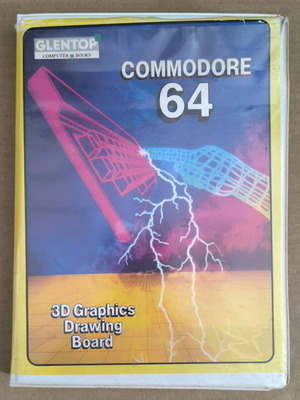 GLENTOP
COMPUTER BOOKS
COMMODORE
64
3D Graphics
Drawing
Board